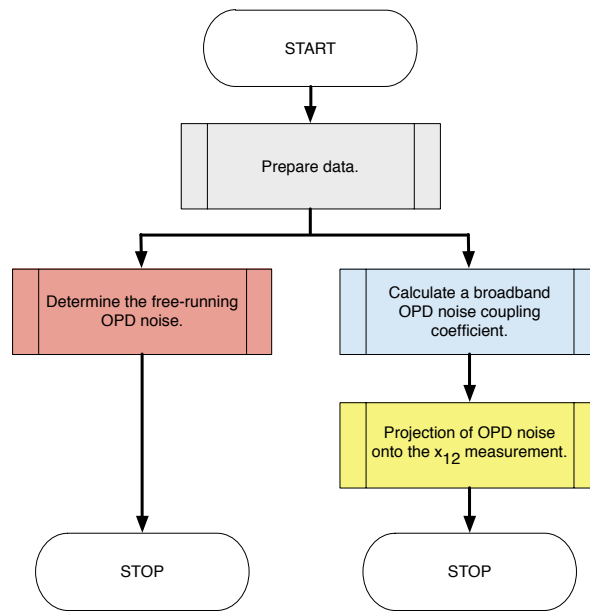 START
Prepare data.
Determine the free-running
OPD noise.
Calculate a broadband
OPD noise coupling
coefficient.
Projection of OPD noise
onto the x12 measurement.
STOP
STOP